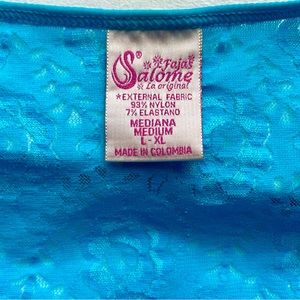 Fajas
Salome
La original
*EXTERNAL FABRIC
93% NYLON
7% ELASTANO
MEDIANA
MEDIUM
L - XL
MADE IN COLOMBIA